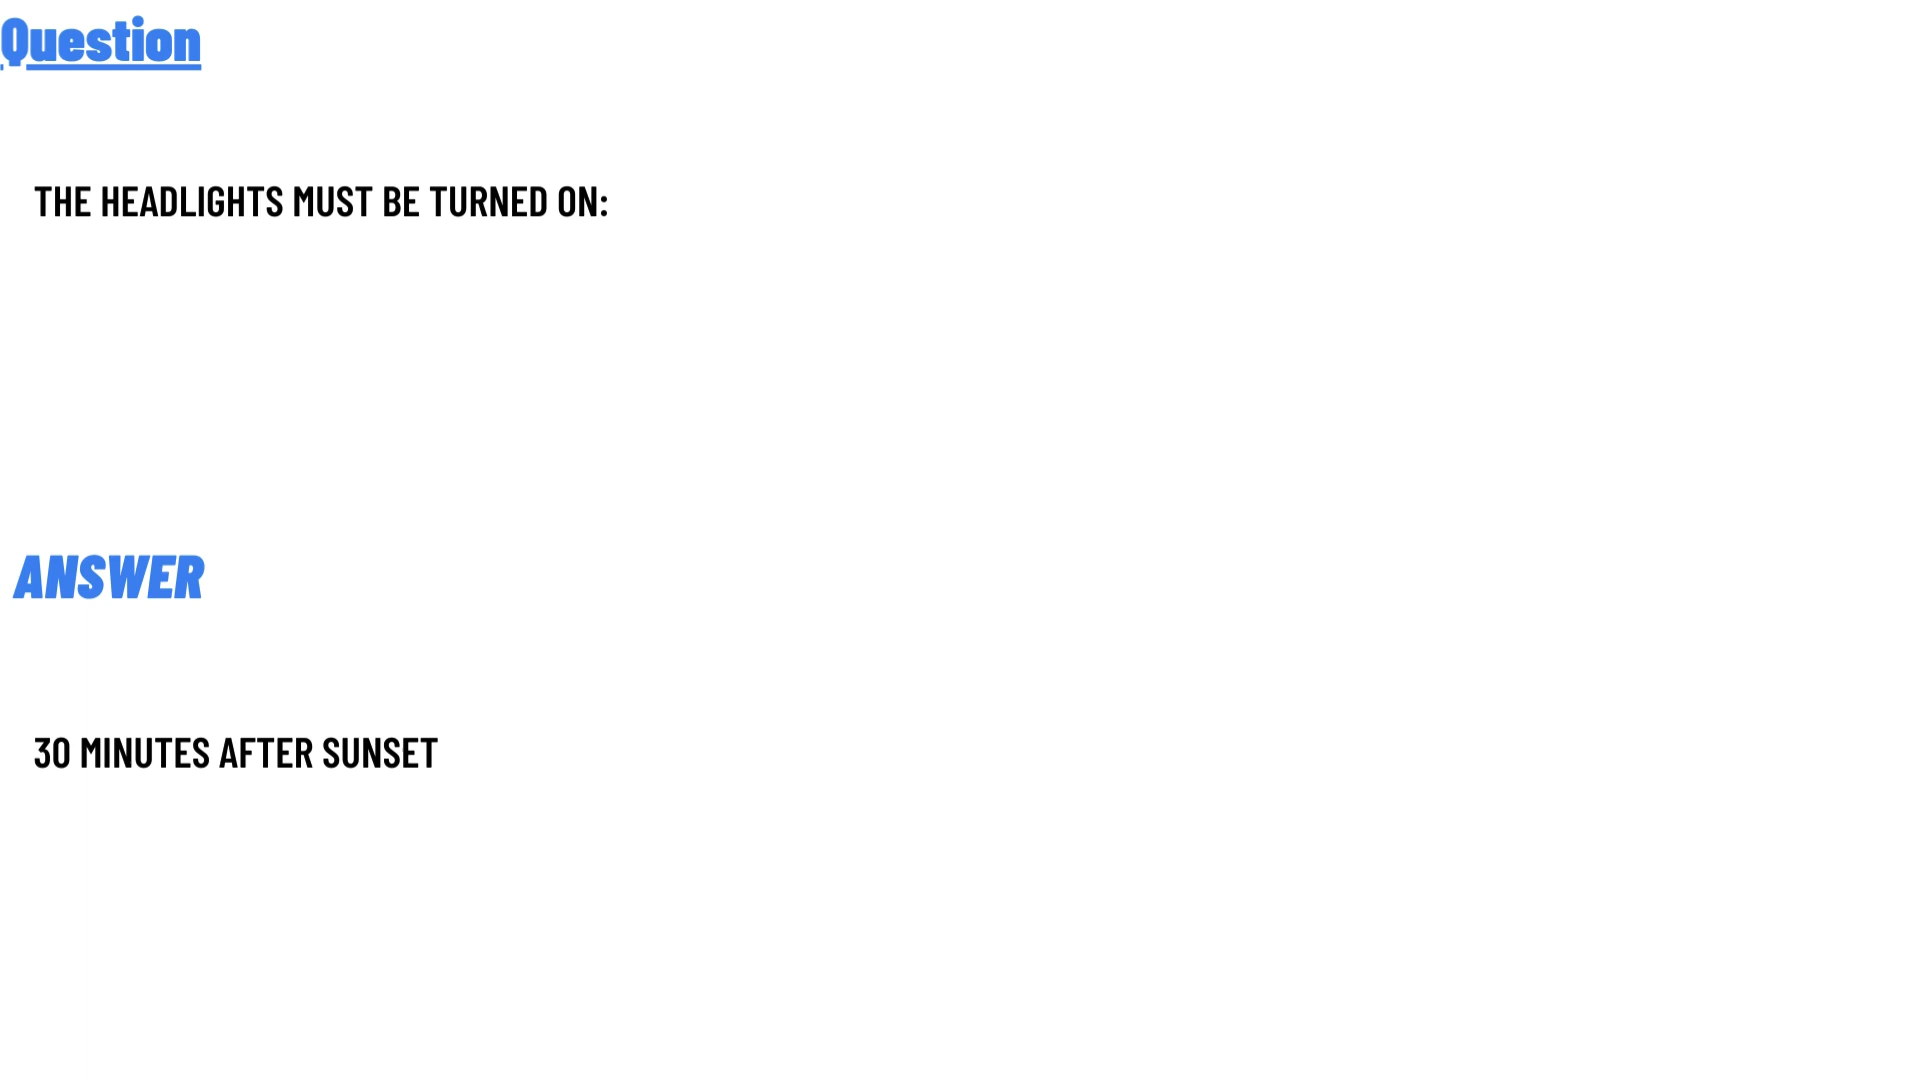 Question
THE HEADLIGHTS MUST BE TURNED ON:
ANSWER
30 MINUTES AFTER SUNSET